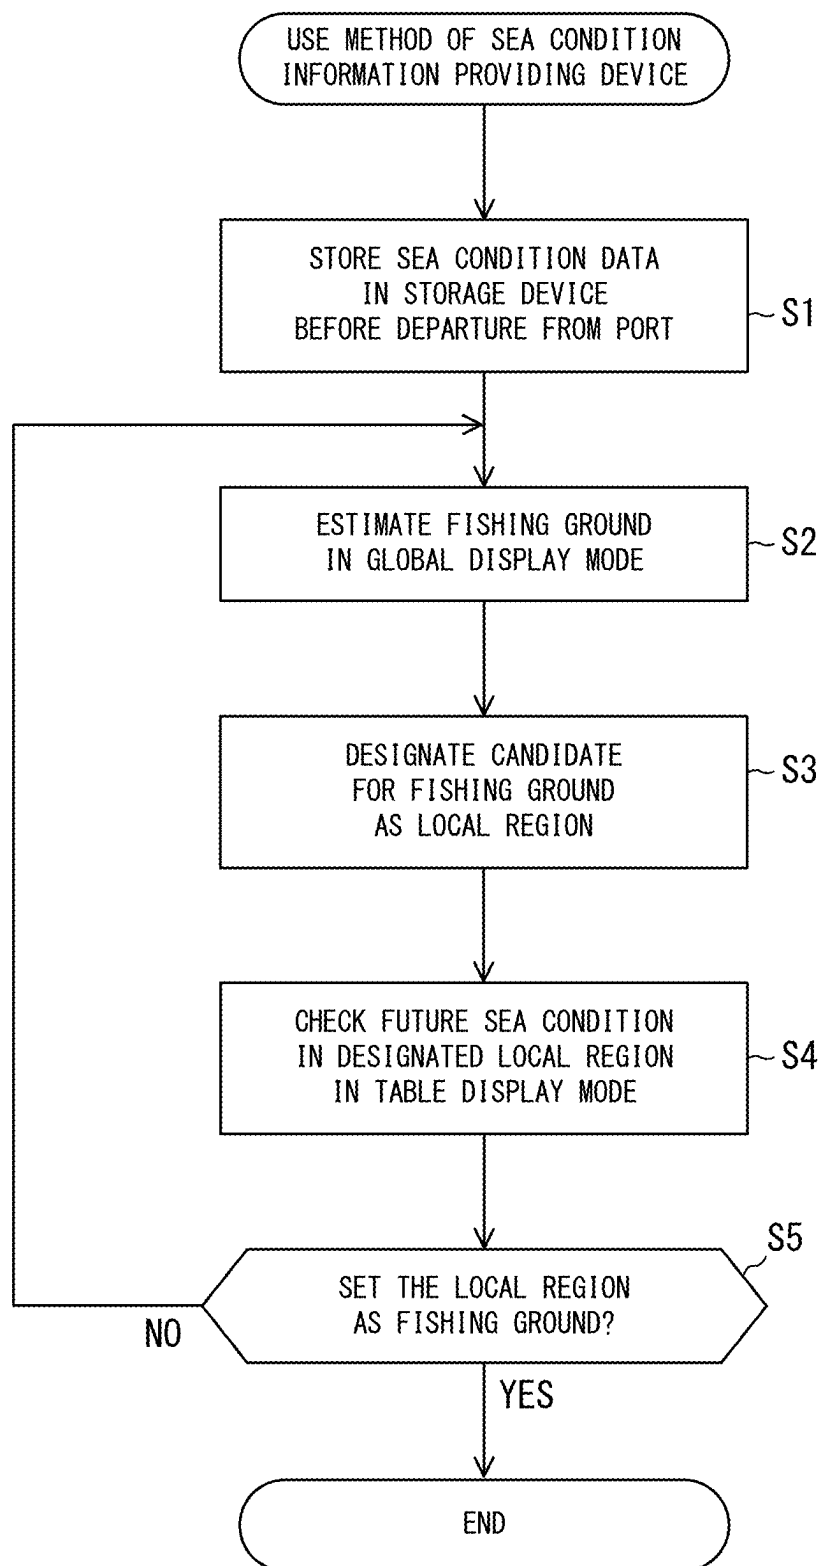 USE METHOD OF SEA CONDITION
INFORMATION PROVIDING DEVICE
STORE SEA CONDITION DATA
IN STORAGE DEVICE
BEFORE DEPARTURE FROM PORT
S1
ESTIMATE FISHING GROUND
IN GLOBAL DISPLAY MODE
S2
DESIGNATE CANDIDATE
FOR FISHING GROUND
AS LOCAL REGION
S3
CHECK FUTURE SEA CONDITION
IN DESIGNATED LOCAL REGION
IN TABLE DISPLAY MODE
S4
S5
SET THE LOCAL REGION
AS FISHING GROUND?
NO
YES
END